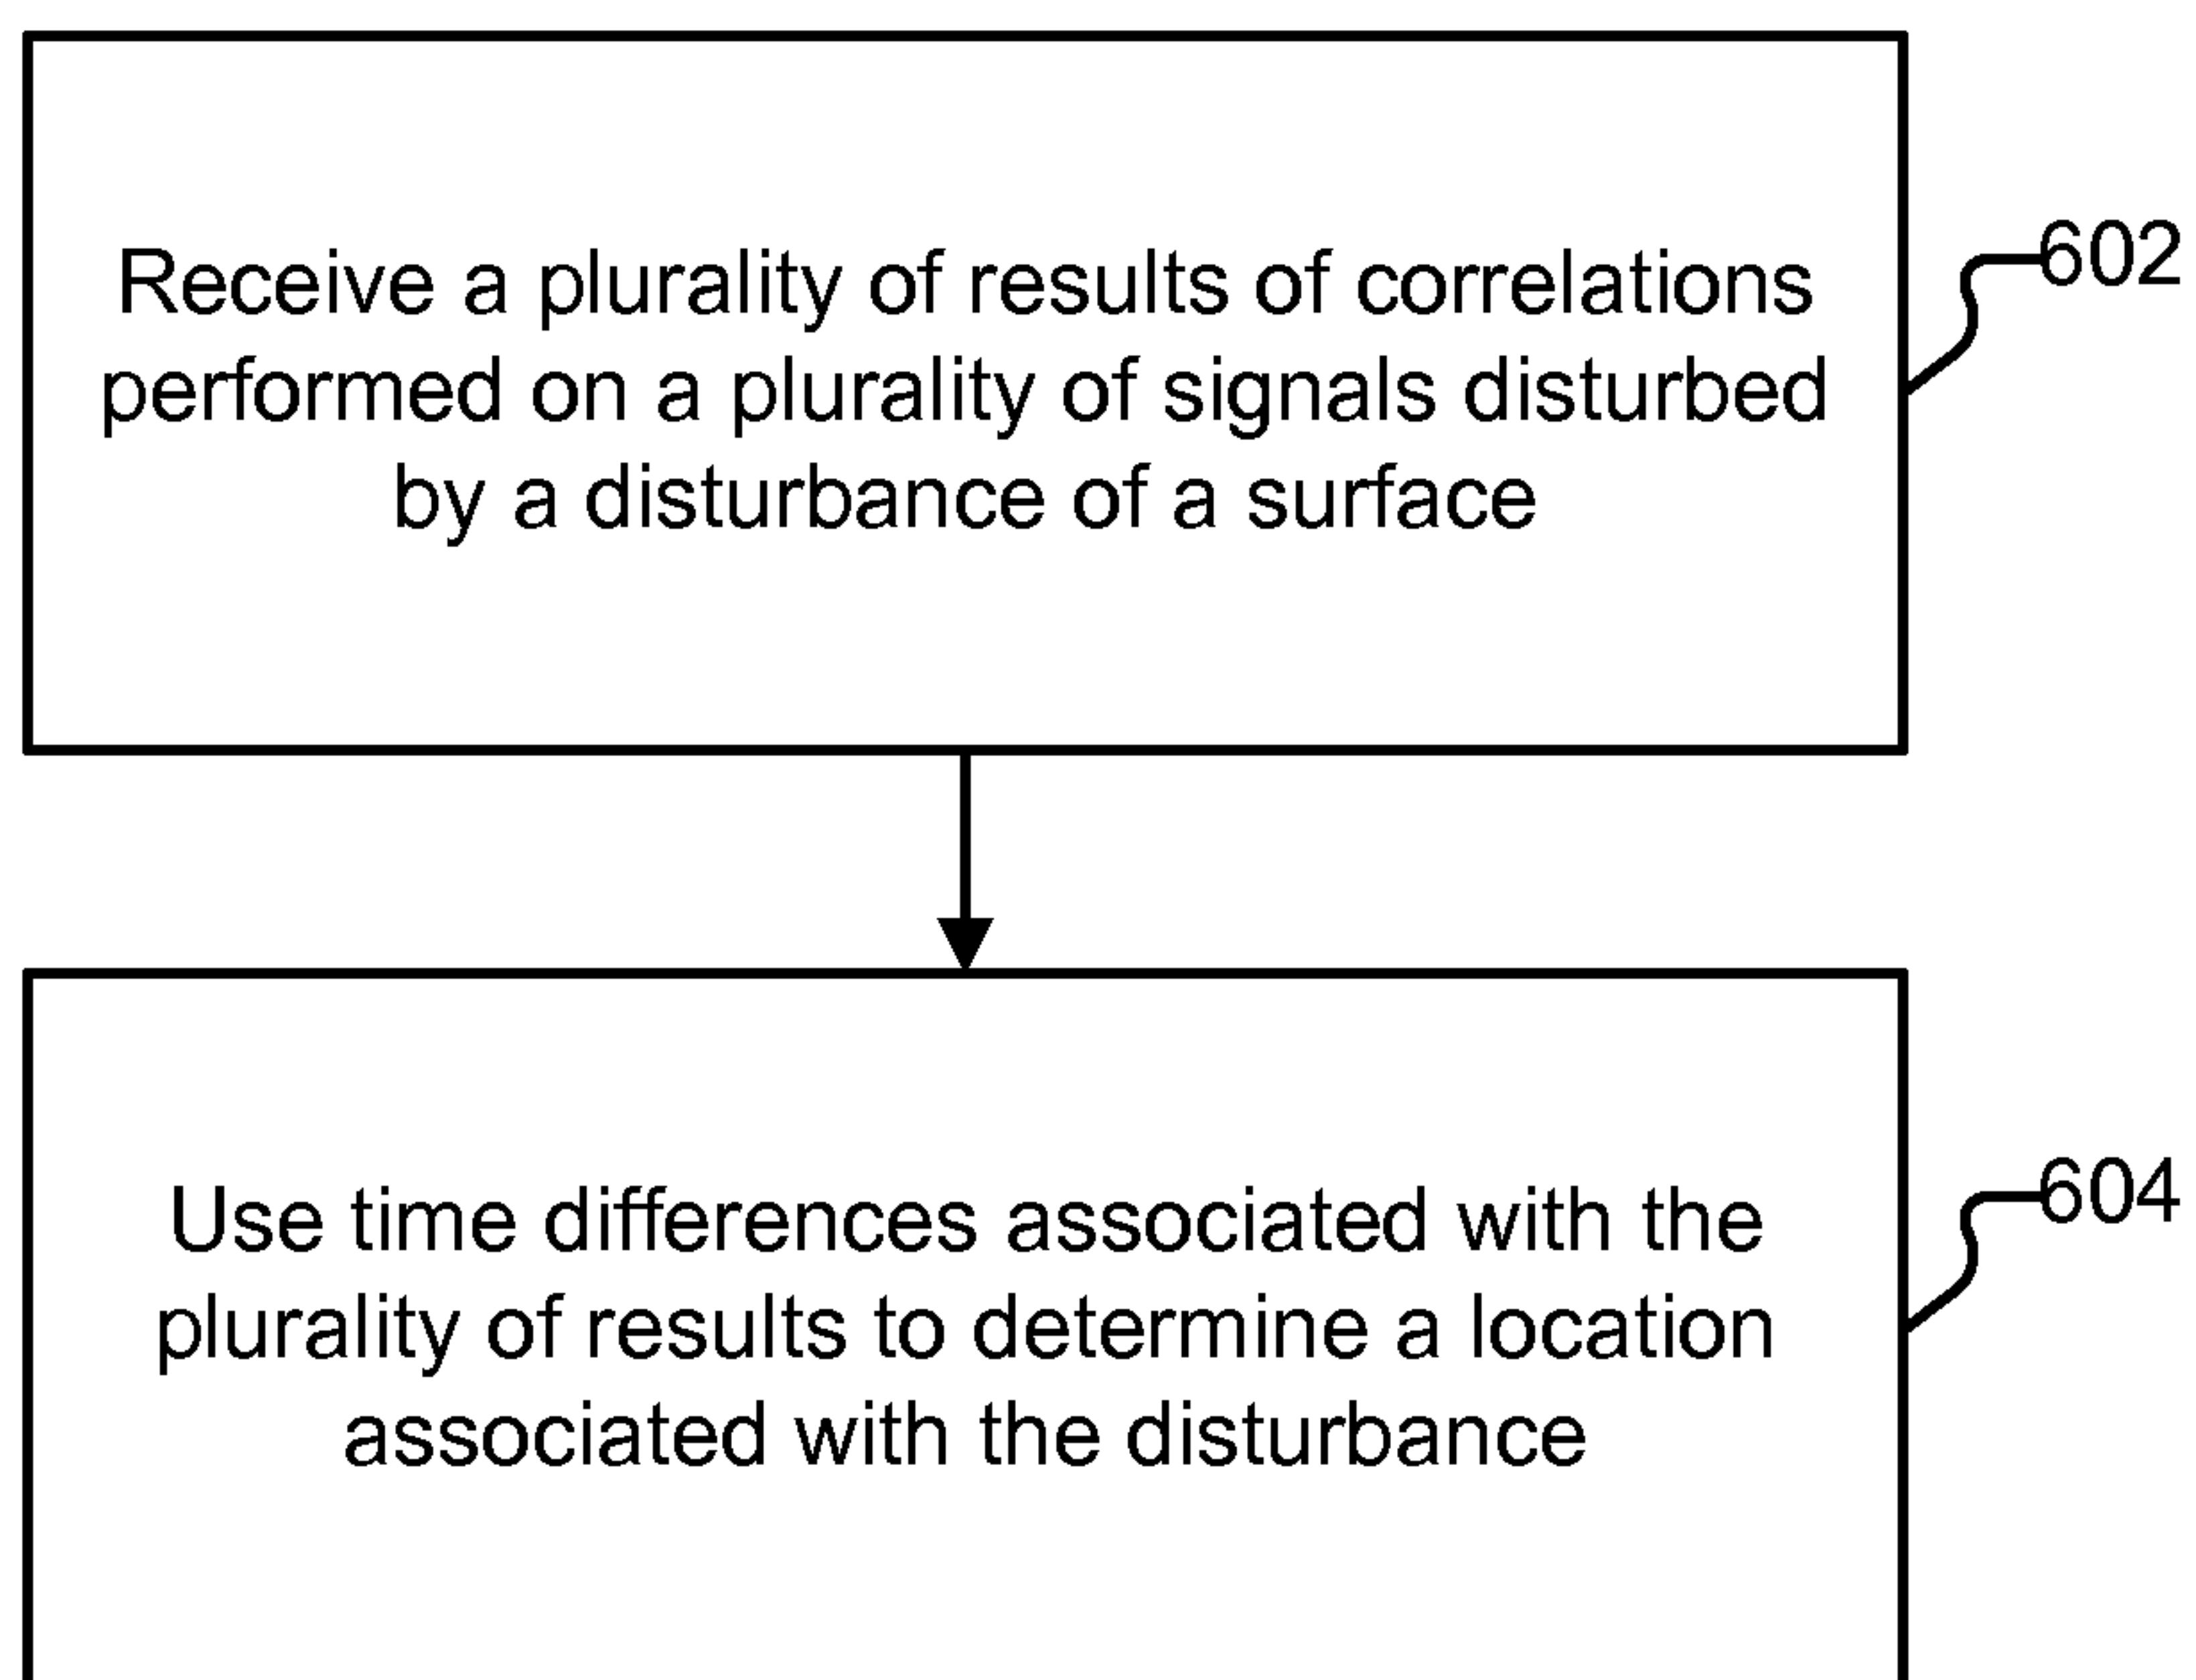 Receive a plurality of results of correlations
performed on a plurality of signals disturbed
by a disturbance of a surface
602
Use time differences associated with the
plurality of results to determine a location
associated with the disturbance
604